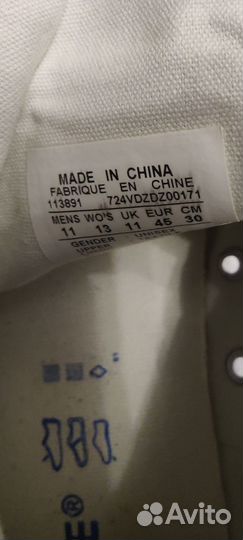 MADE IN CHINA
FABRIQUE EN CHINE
113891 724VDZDZ00171
MENS WO'S UK EUR CM
11 13 11 45 30
GENDER UNISEX
UPPER
E®
Avito